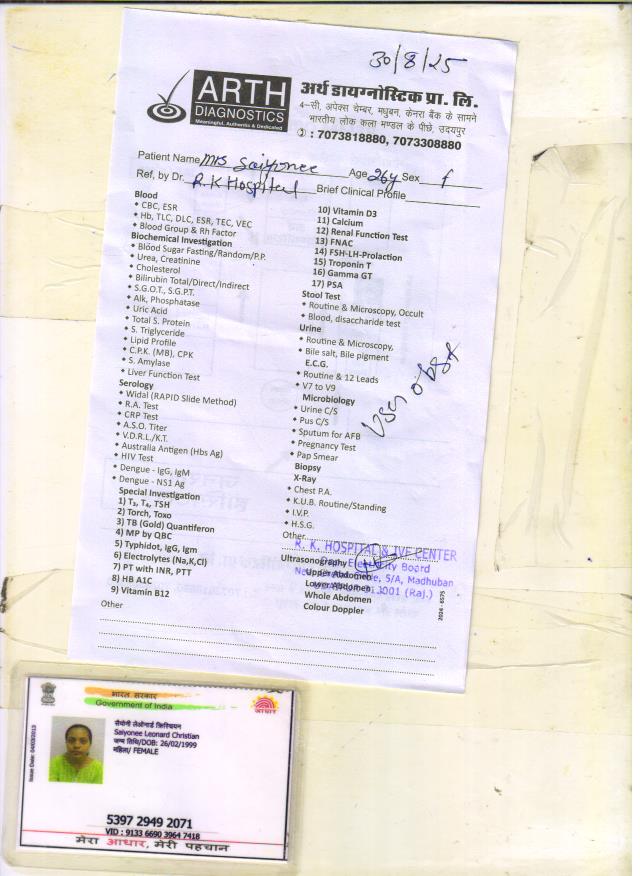 30/8/25
ARTH
DIAGNOSTICS
Meaningful, Authentic & Dedicated
अर्थ डायग्नोस्टिक प्रा. लि.
4-सी, अपेक्स चेम्बर, मधुबन, केनरा बैंक के सामने
भारतीय लोक कला मण्डल के पीछे, उदयपुर
: 7073818880, 7073308880
Patient Name Mrs Saiyonee Age 26y Sex f
Ref, by Dr. R.K Hospital Brief Clinical Profile
Blood
• CBC, ESR
• Hb, TLC, DLC, ESR, TEC, VEC
• Blood Group & Rh Factor
Biochemical Investigation
• Blood Sugar Fasting/Random/P.P.
• Urea, Creatinine
• Cholesterol
• Bilirubin Total/Direct/Indirect
• S.G.O.T., S.G.P.T.
• Alk, Phosphatase
• Uric Acid
• Total S. Protein
• S. Triglyceride
• Lipid Profile
• C.P.K. (MB), CPK
• S. Amylase
• Liver Function Test
Serology
• Widal (RAPID Slide Method)
• R.A. Test
• CRP Test
• A.S.O. Titer
• V.D.R.L./K.T.
• Australia Antigen (Hbs Ag)
• HIV Test
• Dengue - IgG, IgM
• Dengue - NS1 Ag
Special Investigation
1) T₃, T₄, TSH
2) Torch, Toxo
3) TB (Gold) Quantiferon
4) MP by QBC
5) Typhidot, IgG, Igm
6) Electrolytes (Na,K,Cl)
7) PT with INR, PTT
8) HB A1C
9) Vitamin B12
Other
10) Vitamin D3
11) Calcium
12) Renal Function Test
13) FNAC
14) FSH-LH-Prolaction
15) Troponin T
16) Gamma GT
17) PSA
Stool Test
• Routine & Microscopy, Occult
• Blood, disaccharide test
Urine
• Routine & Microscopy,
• Bile salt, Bile pigment
E.C.G.
• Routine & 12 Leads
• V7 to V9
Microbiology
• Urine C/S
• Pus C/S
• Sputum for AFB
• Pregnancy Test
• Pap Smear
Biopsy
X-Ray
• Chest P.A.
• K.U.B. Routine/Standing
• I.V.P.
• H.S.G.
Other
USG obst
R. K. HOSPITAL & IVF CENTER
Ultrasonography
Upper Abdomen
Lower Abdomen
Whole Abdomen
Colour Doppler
5/A, Madhuban
(Raj.)
2024 - 6575
भारत सरकार
Government of India
आधार
Issue Date: 04/03/2013
सैयोनी लेओनार्ड क्रिश्चियन
Saiyonee Leonard Christian
जन्म तिथि/DOB: 26/02/1999
महिला/ FEMALE
5397 2949 2071
VID : 9133 6690 3964 7418
मेरा आधार, मेरी पहचान